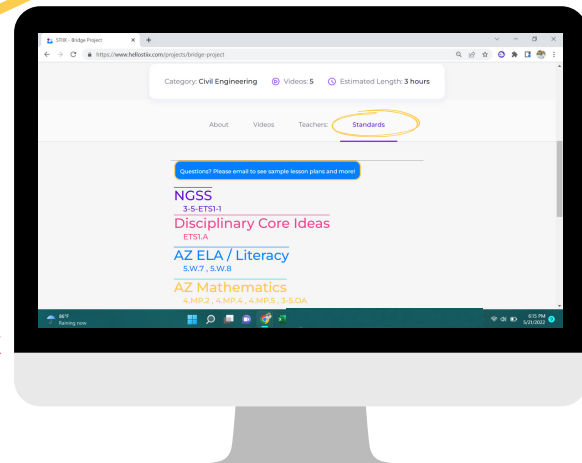 STIIX - Bridge Project
https://www.hellostiix.com/projects/bridge-project
Category: Civil Engineering Videos: 5 Estimated Length: 3 hours
About Videos Teachers: Standards
Questions? Please email to see sample lesson plans and more!
NGSS
3-5-ETS1-1
Disciplinary Core Ideas
ETS1.A
AZ ELA / Literacy
5.W.7 , 5.W.8
AZ Mathematics
4.MP.2 , 4.MP.4 , 4.MP.5 , 3-5.OA
66°F
Raining now
6:15 PM
5/21/2022